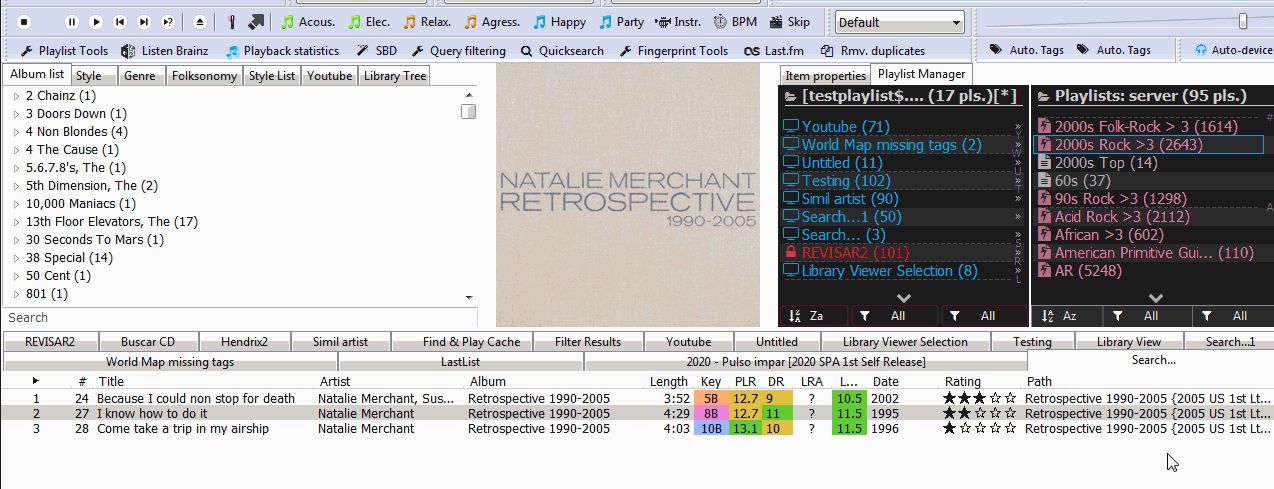 Acous. Elec. Relax. Agress. Happy Party Instr. BPM Skip Default
Playlist Tools Listen Brainz Playback statistics SBD Query filtering Quicksearch Fingerprint Tools Last.fm Rmv. duplicates Auto. Tags Auto. Tags Auto-device
Album list Style Genre Folksonomy Style List Youtube Library Tree
2 Chainz (1)
3 Doors Down (1)
4 Non Blondes (4)
4 The Cause (1)
5.6.7.8's, The (1)
5th Dimension, The (2)
10,000 Maniacs (1)
13th Floor Elevators, The (17)
30 Seconds To Mars (1)
38 Special (14)
50 Cent (1)
801 (1)
Search
NATALIE MERCHANT
RETROSPECTIVE
1990-2005
Item properties Playlist Manager
[testplaylist$.... (17 pls.)[*]
Youtube (71)
World Map missing tags (2)
Untitled (11)
Testing (102)
Simil artist (90)
Search...1 (50)
Search... (3)
REVISAR2 (101)
Library Viewer Selection (8)
Y
W
U
T
S
R
L
Za All All
Playlists: server (95 pls.)
#
2000s Folk-Rock > 3 (1614)
2000s Rock >3 (2643)
2000s Top (14)
60s (37)
90s Rock >3 (1298)
A
Acid Rock >3 (2112)
African >3 (602)
American Primitive Gui... (110)
AR (5248)
Az All All
REVISAR2 Buscar CD Hendrix2 Simil artist Find & Play Cache Filter Results Youtube Untitled Library Viewer Selection Testing Library View Search...1
World Map missing tags LastList 2020 - Pulso impar [2020 SPA 1st Self Release] Search...
# Title Artist Album Length Key PLR DR LRA L... Date Rating Path
1 24 Because I could non stop for death Natalie Merchant, Sus... Retrospective 1990-2005 3:52 5B 12.7 9 ? 10.5 2002 ★★★☆☆ Retrospective 1990-2005 {2005 US 1st Lt...
2 27 I know how to do it Natalie Merchant Retrospective 1990-2005 4:29 8B 12.7 11 ? 11.5 1995 ★★☆☆☆ Retrospective 1990-2005 {2005 US 1st Lt...
3 28 Come take a trip in my airship Natalie Merchant Retrospective 1990-2005 4:03 10B 13.1 10 ? 11.5 1996 ★☆☆☆☆ Retrospective 1990-2005 {2005 US 1st Lt...